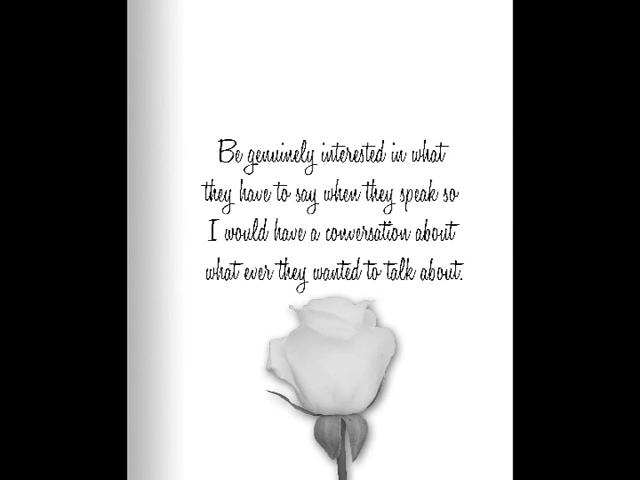 Be genuinely interested in what
they have to say when they speak so
I would have a conversation about
what ever they wanted to talk about.